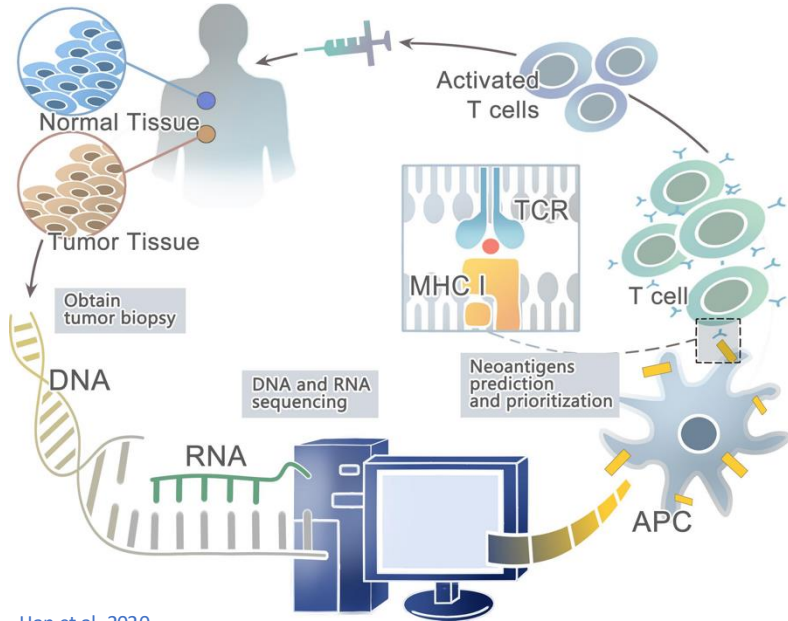 Normal Tissue
Tumor Tissue
Activated
T cells
TCR
MHC I
T cell
Obtain
tumor biopsy
DNA
DNA and RNA
sequencing
Neoantigens
prediction
and prioritization
RNA
APC